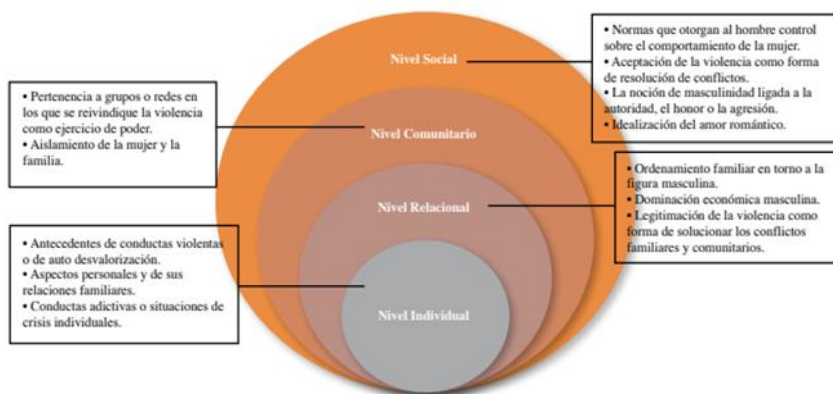 Nivel Social
▪ Normas que otorgan al hombre control
sobre el comportamiento de la mujer.
▪ Aceptación de la violencia como forma
de resolución de conflictos.
▪ La noción de masculinidad ligada a la
autoridad, el honor o la agresión.
▪ Idealización del amor romántico.
▪ Pertenencia a grupos o redes en
los que se reivindique la violencia
como ejercicio de poder.
▪ Aislamiento de la mujer y la
familia.
Nivel Comunitario
Nivel Relacional
▪ Ordenamiento familiar en torno a la
figura masculina.
▪ Dominación económica masculina.
▪ Legitimación de la violencia como
forma de solucionar los conflictos
familiares y comunitarios.
▪ Antecedentes de conductas violentas
o de auto desvalorización.
▪ Aspectos personales y de sus
relaciones familiares.
▪ Conductas adictivas o situaciones de
crisis individuales.
Nivel Individual